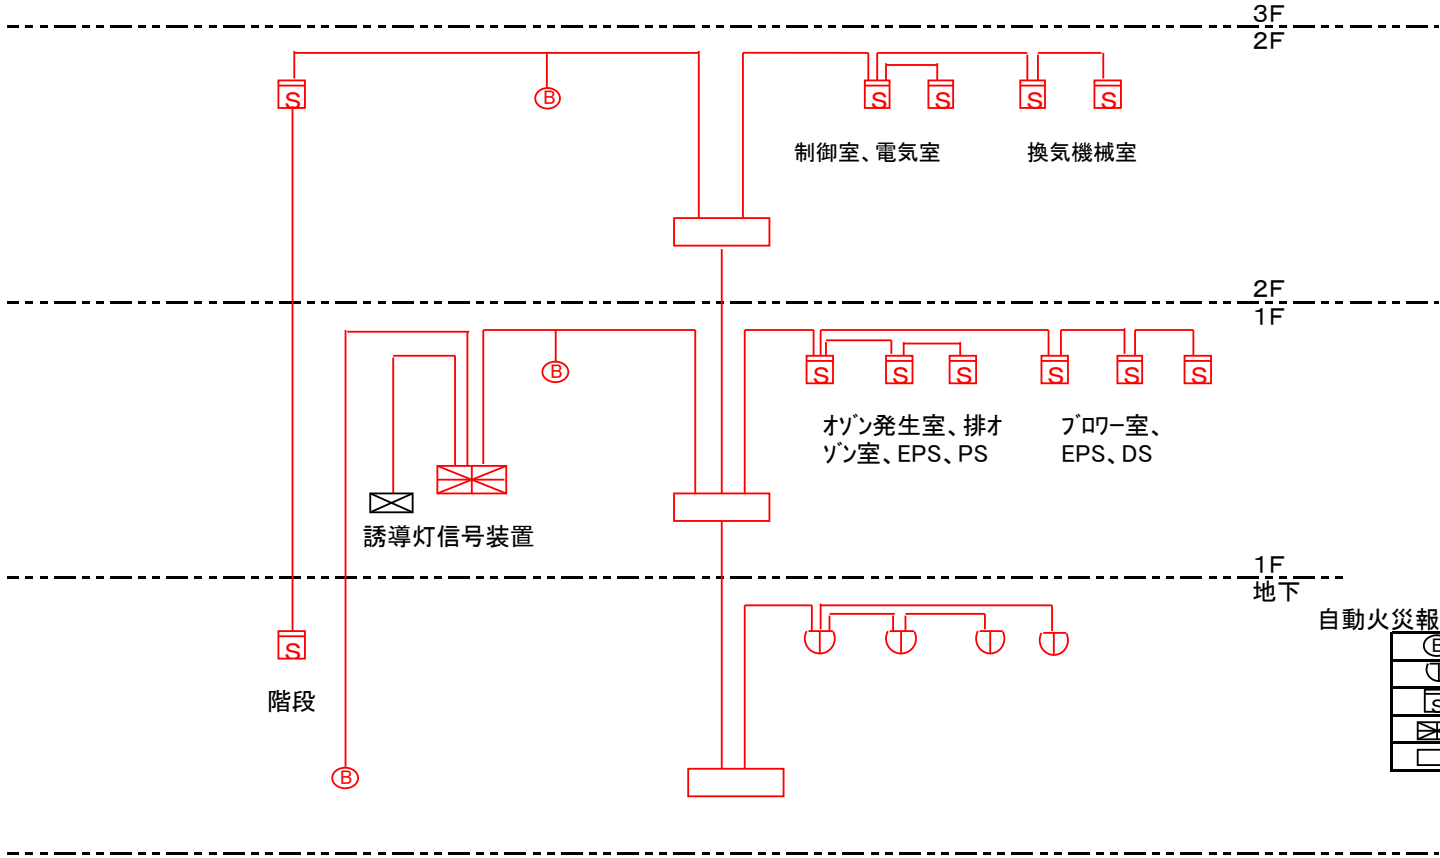 3F
2F
S
B
S
S
S
S
制御室、電気室
換気機械室
2F
1F
B
S
S
S
S
S
S
オゾン発生室、排オ
ゾン室、EPS、PS
ブロワー室、
EPS、DS
誘導灯信号装置
1F
地下
自動火災報
B
S
S
階段
B